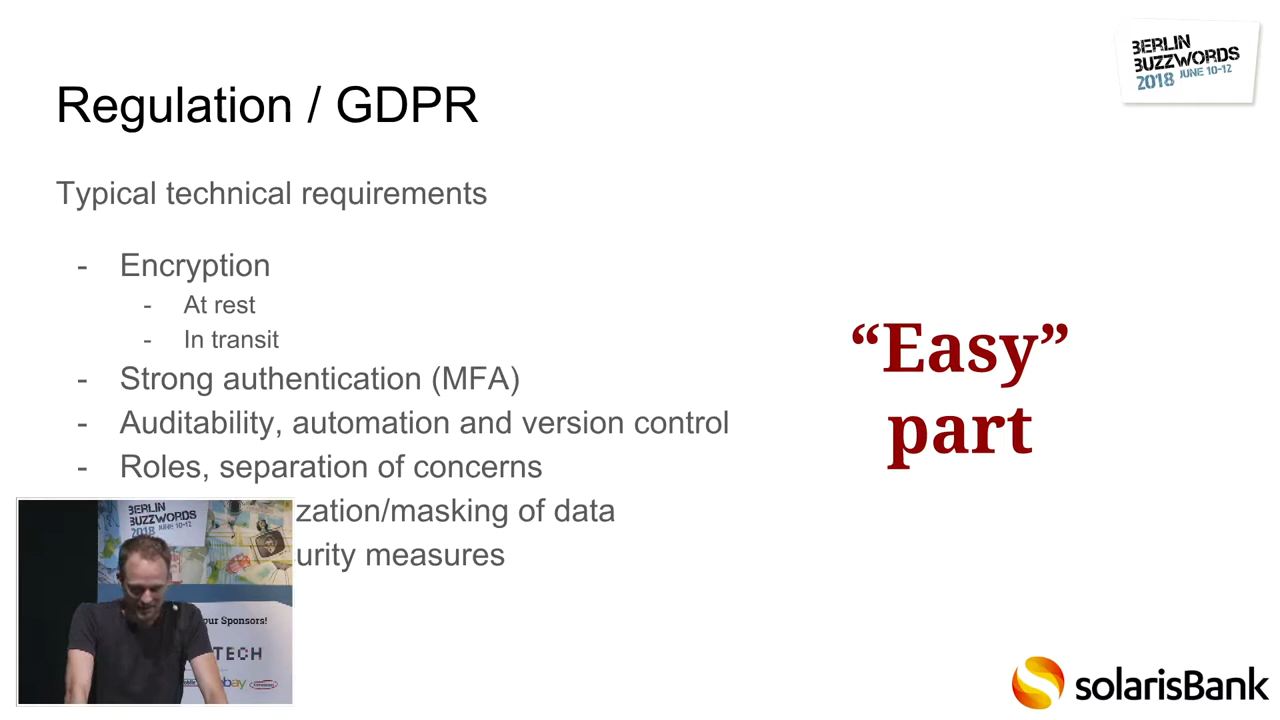 BERLIN
BUZZWORDS
2018 JUNE 10-12
Regulation / GDPR
Typical technical requirements
- Encryption
- At rest
- In transit
- Strong authentication (MFA)
- Auditability, automation and version control
- Roles, separation of concerns
zation/masking of data
urity measures
“Easy”
part
BERLIN
BUZZWORDS
2018 JUNE 10-12
our Sponsors!
TECH
ebay
solarisBank